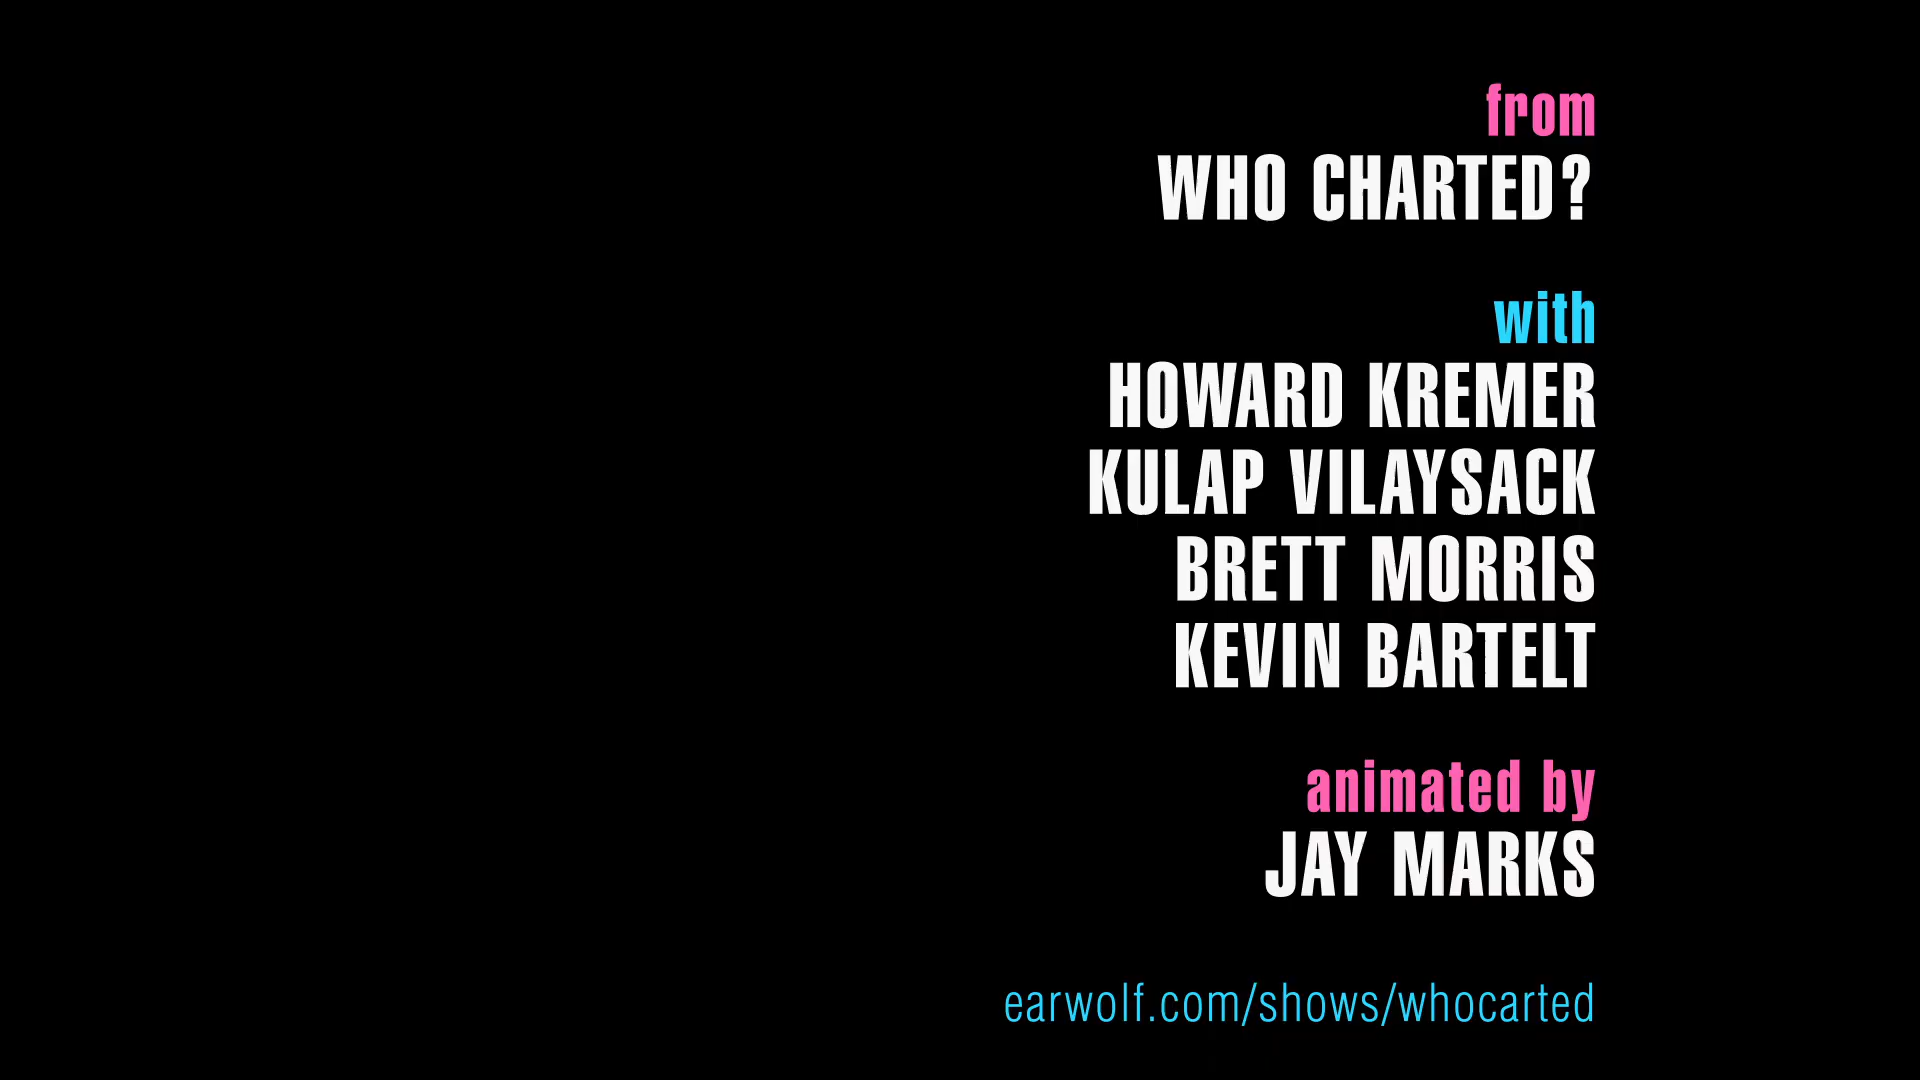 from
WHO CHARTED?
with
HOWARD KREMER
KULAP VILAYSACK
BRETT MORRIS
KEVIN BARTELT
animated by
JAY MARKS
earwolf.com/shows/whocarted